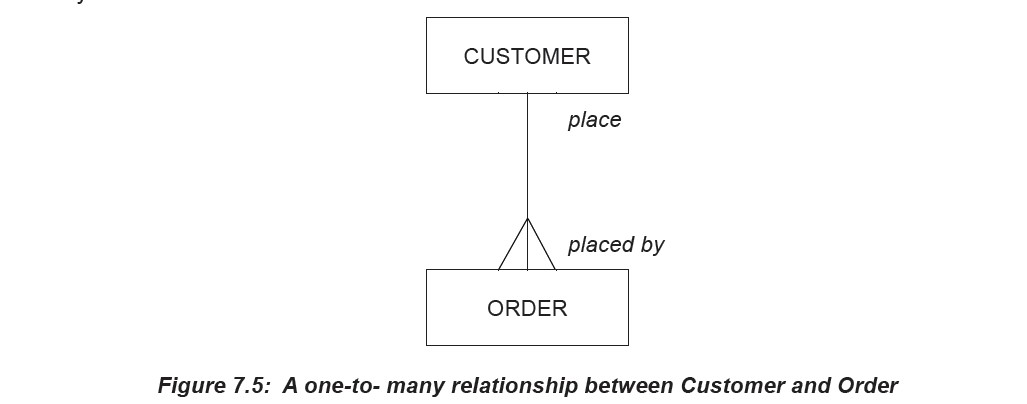 CUSTOMER
place
placed by
ORDER
Figure 7.5: A one-to- many relationship between Customer and Order